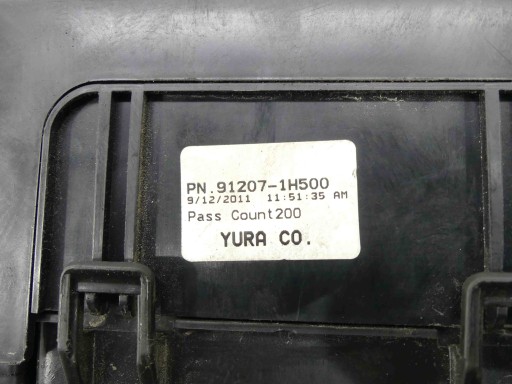 PN.91207-1H500
9/12/2011 11:51:35 AM
Pass Count200
YURA CO.